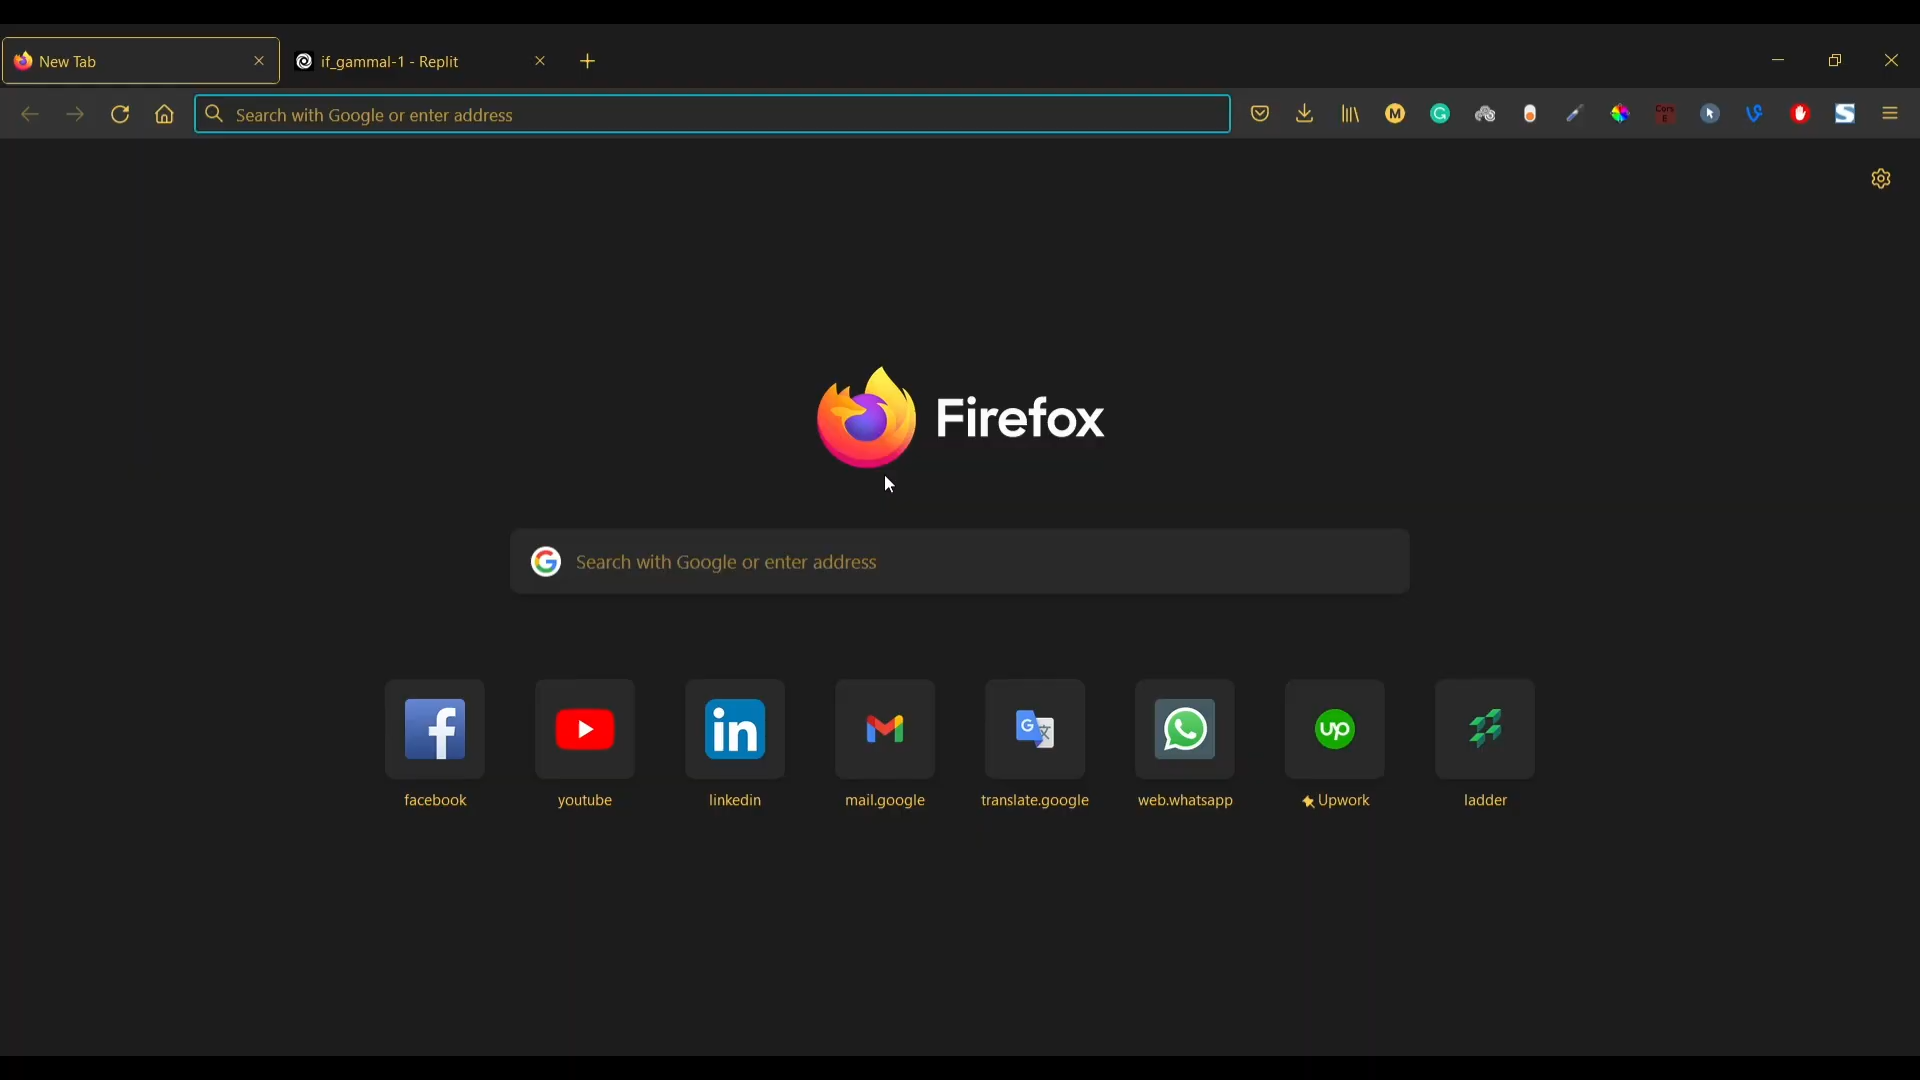 New Tab
if_gammal-1 - Replit
Search with Google or enter address
Firefox
Search with Google or enter address
facebook
youtube
linkedin
mail.google
translate.google
web.whatsapp
Upwork
ladder